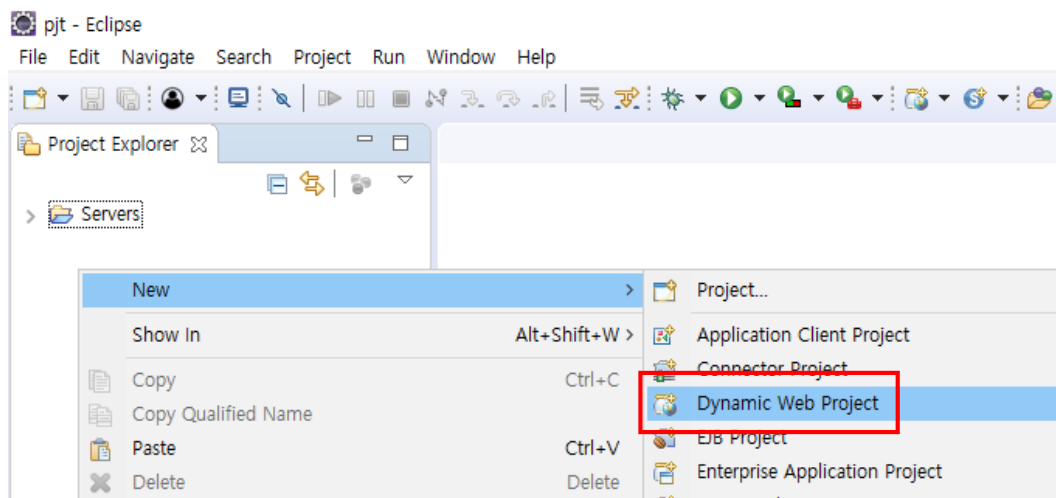 pjt - Eclipse
File Edit Navigate Search Project Run Window Help
Project Explorer
Servers
New
Project...
Show In Alt+Shift+W >
Application Client Project
Copy Ctrl+C
Connector Project
Copy Qualified Name
Dynamic Web Project
Paste Ctrl+V
EJB Project
Delete Delete
Enterprise Application Project